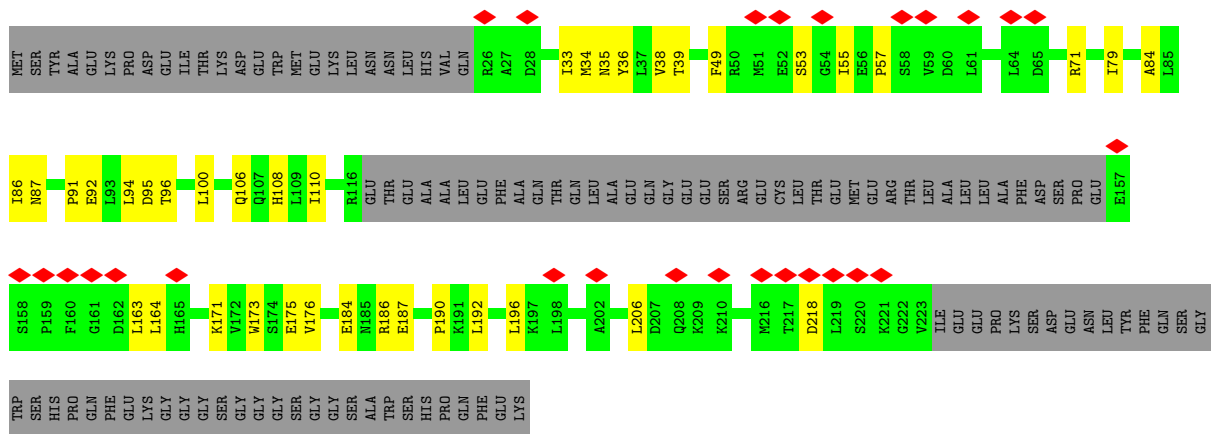 MET SER TYR ALA GLU LYS PRO ASP GLU ILE THR LYS ASP GLU TRP MET GLU LYS LEU ASN ASN LEU HIS VAL GLN R26 A27 D28 I33 M34 N35 Y36 L37 V38 T39 F49 R50 M51 E52 S53 G54 I55 E56 P57 S58 V59 D60 L61 L64 D65 R71 I79 A84 L85
I86 N87 P91 E92 L93 L94 D95 T96 L100 Q106 Q107 H108 L109 I110 R116 GLU THR GLU ALA ALA LEU GLU PHE ALA GLN THR GLN LEU ALA GLU GLN GLY GLU GLU SER ARG GLU CYS LEU THR GLU MET GLU ARG THR LEU ALA LEU LEU ALA PHE ASP SER PRO GLU E157
S158 P159 F160 G161 D162 L163 L164 H165 K171 V172 W173 S174 E175 V176 E184 N185 R186 E187 P190 K191 L192 L196 K197 L198 A202 L206 D207 Q208 K209 K210 M216 T217 D218 L219 S220 K221 G222 V223 ILE GLU GLU PRO LYS SER ASP GLU ASN LEU TYR PHE GLN SER GLY
TRP SER HIS PRO GLN PHE GLU LYS GLY GLY GLY SER GLY GLY GLY SER GLY GLY SER ALA TRP SER HIS PRO GLN PHE GLU LYS